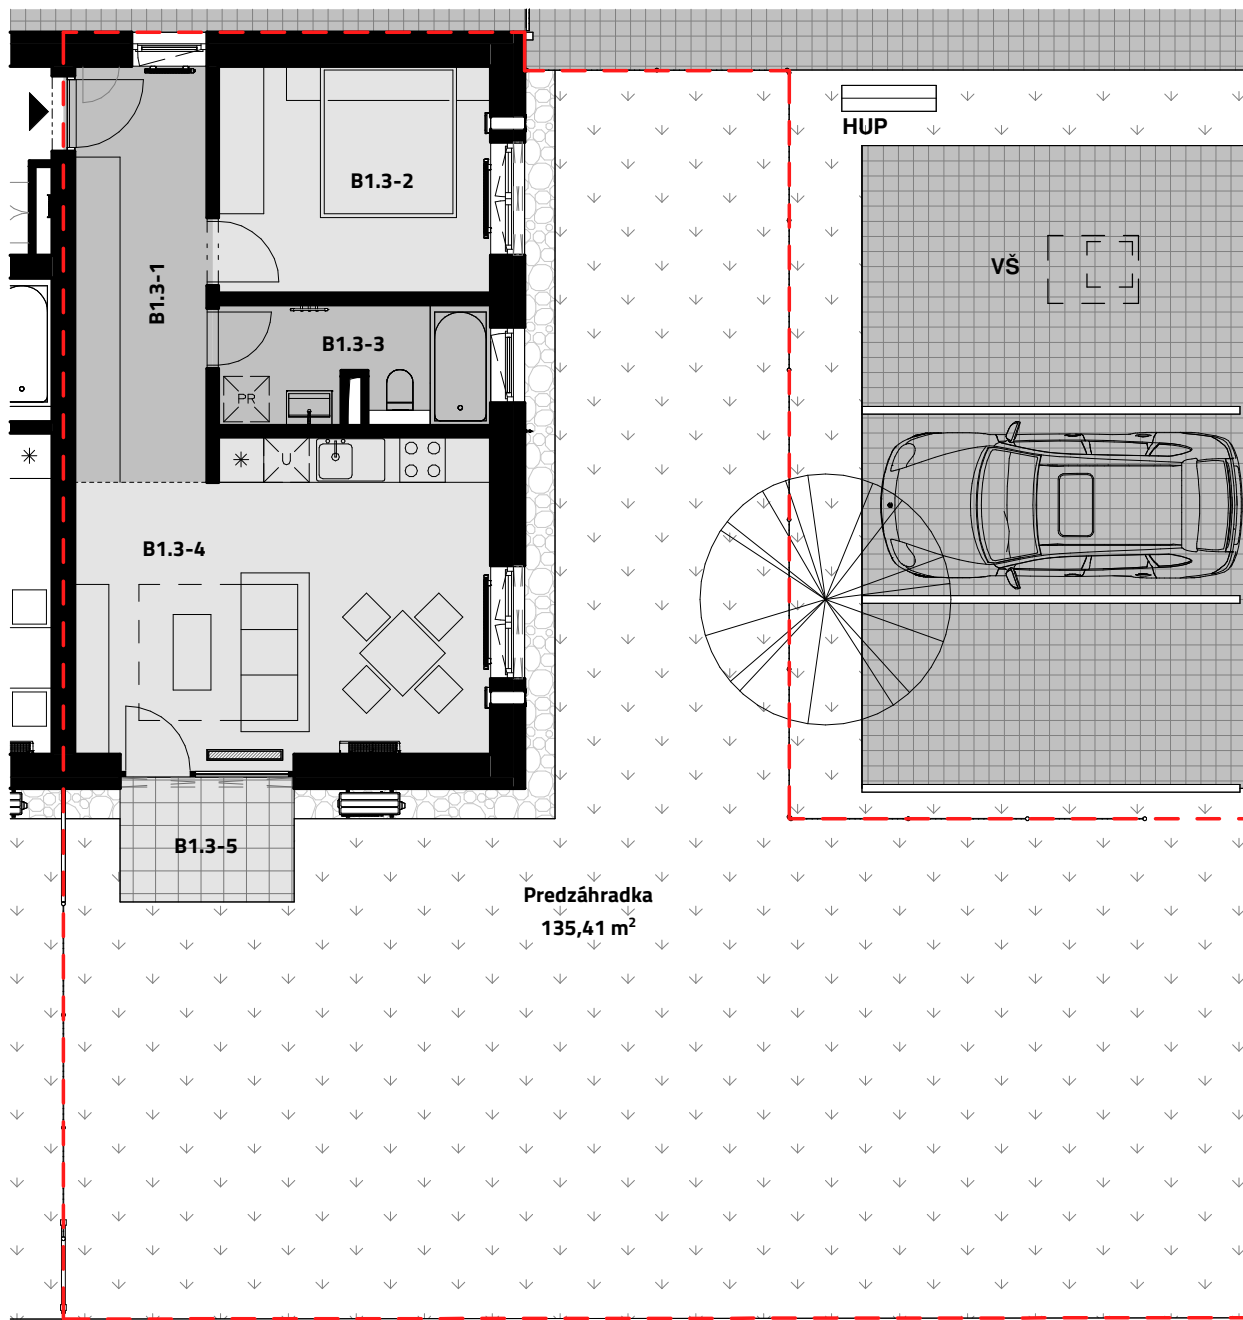 HUP
B1.3-2
VŠ
B1.3-1
B1.3-3
PR
U
B1.3-4
B1.3-5
Predzáhradka
135,41 m²